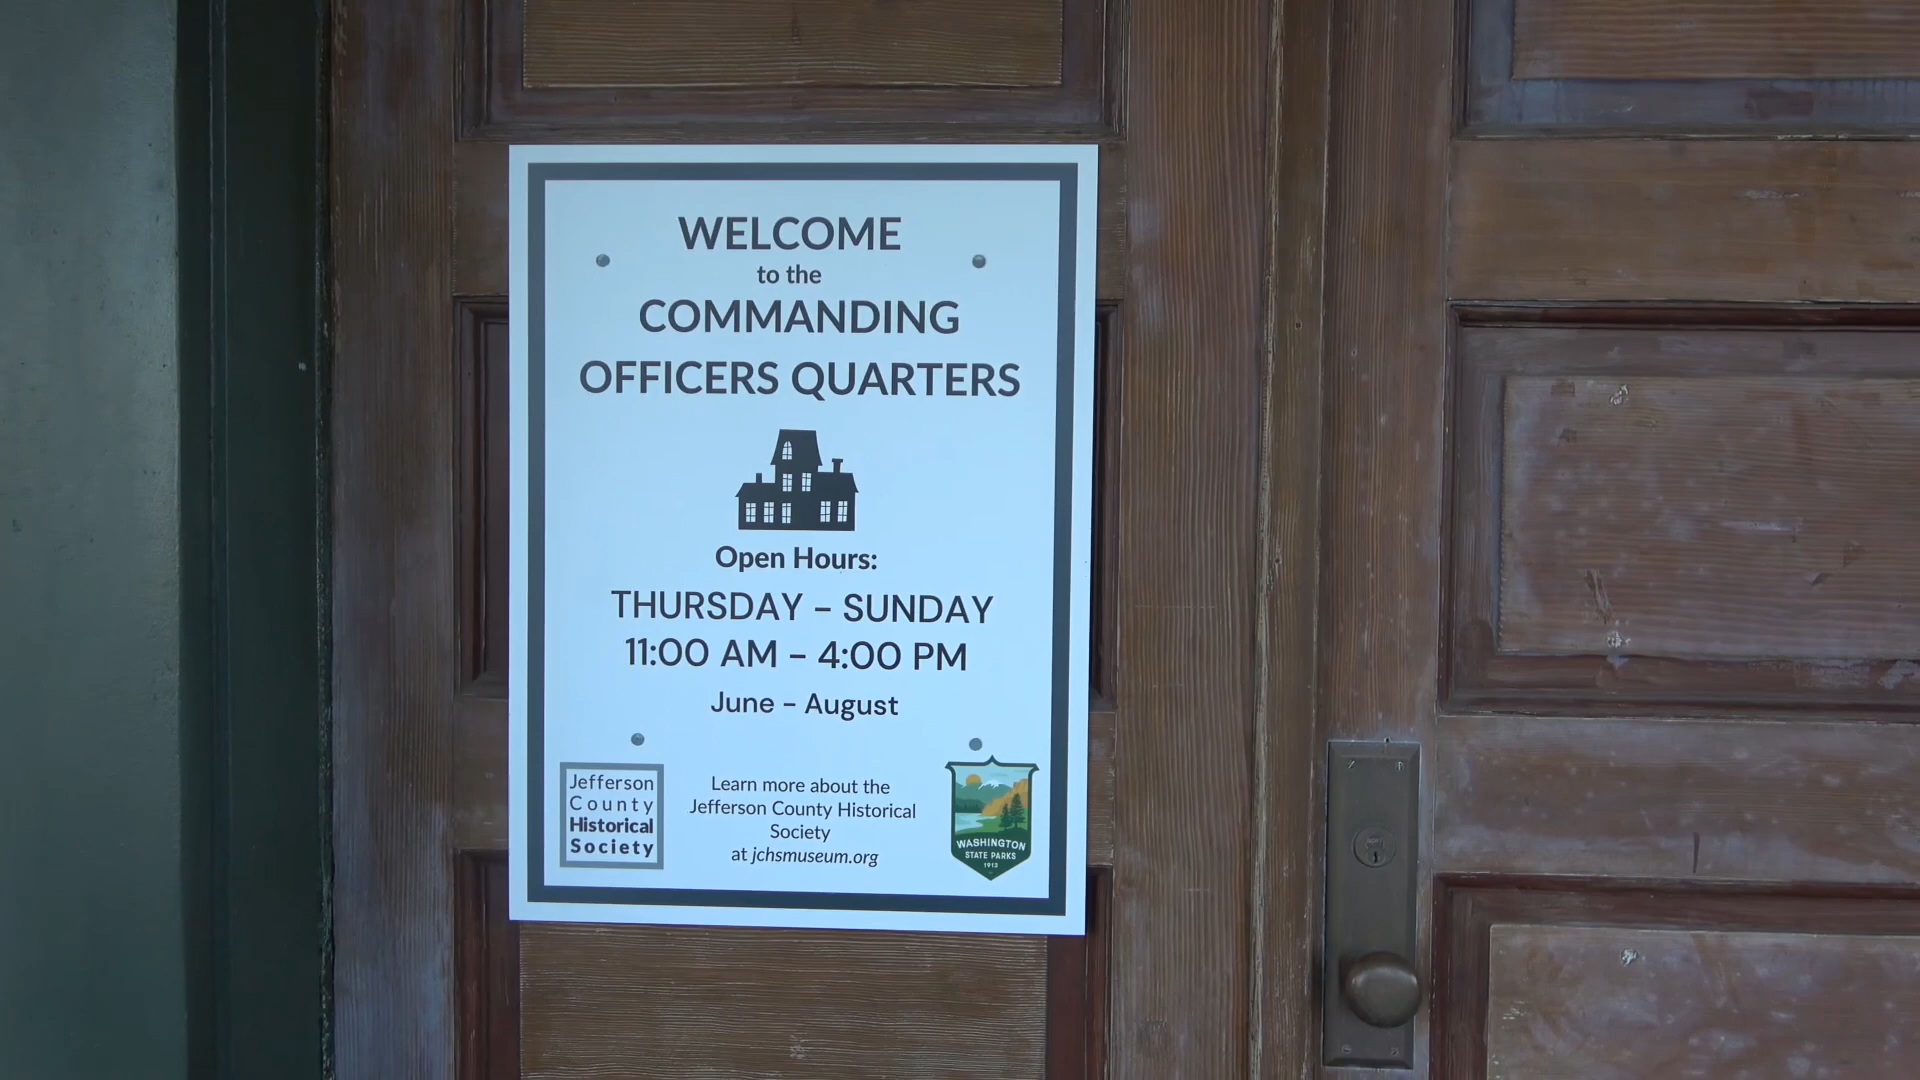 WELCOME
to the
COMMANDING
OFFICERS QUARTERS
Open Hours:
THURSDAY – SUNDAY
11:00 AM – 4:00 PM
June – August
Jefferson
County
Historical
Society
Learn more about the
Jefferson County Historical
Society
at jchsmuseum.org
WASHINGTON
STATE PARKS
1913